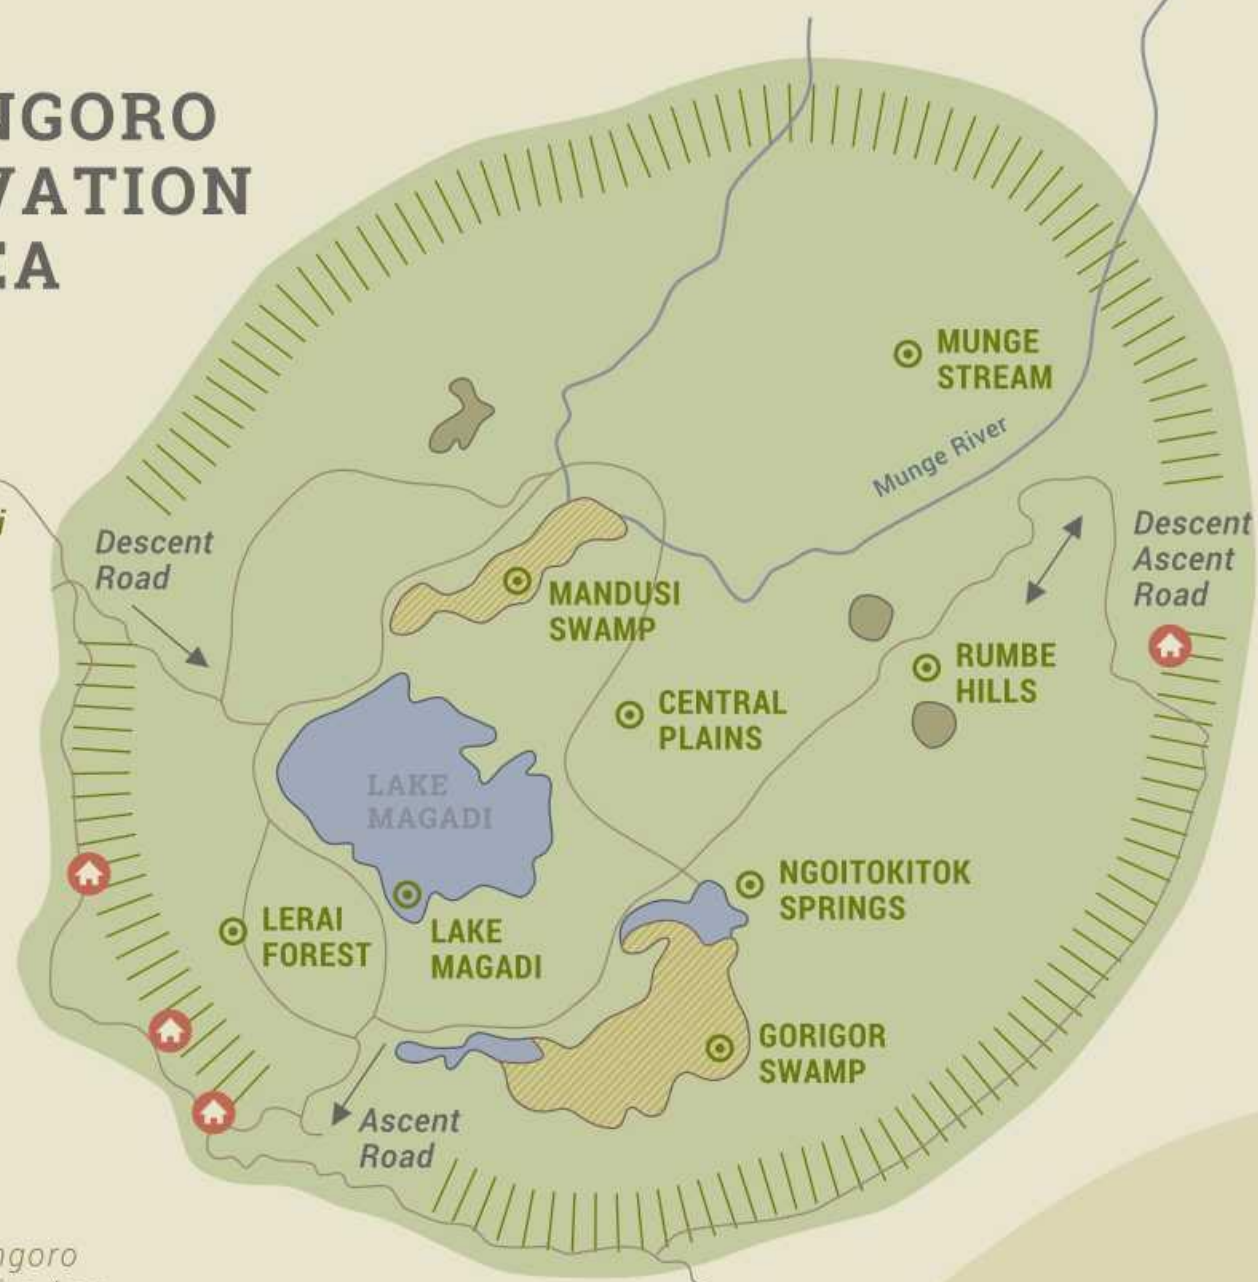 NGORO
VATION
EA
MUNGE
STREAM
Munge River
Descent
Road
Descent
Ascent
Road
MANDUSI
SWAMP
RUMBE
HILLS
CENTRAL
PLAINS
LAKE
MAGADI
NGOITOKITOK
SPRINGS
LERAI
FOREST
LAKE
MAGADI
GORIGOR
SWAMP
Ascent
Road
ngoro